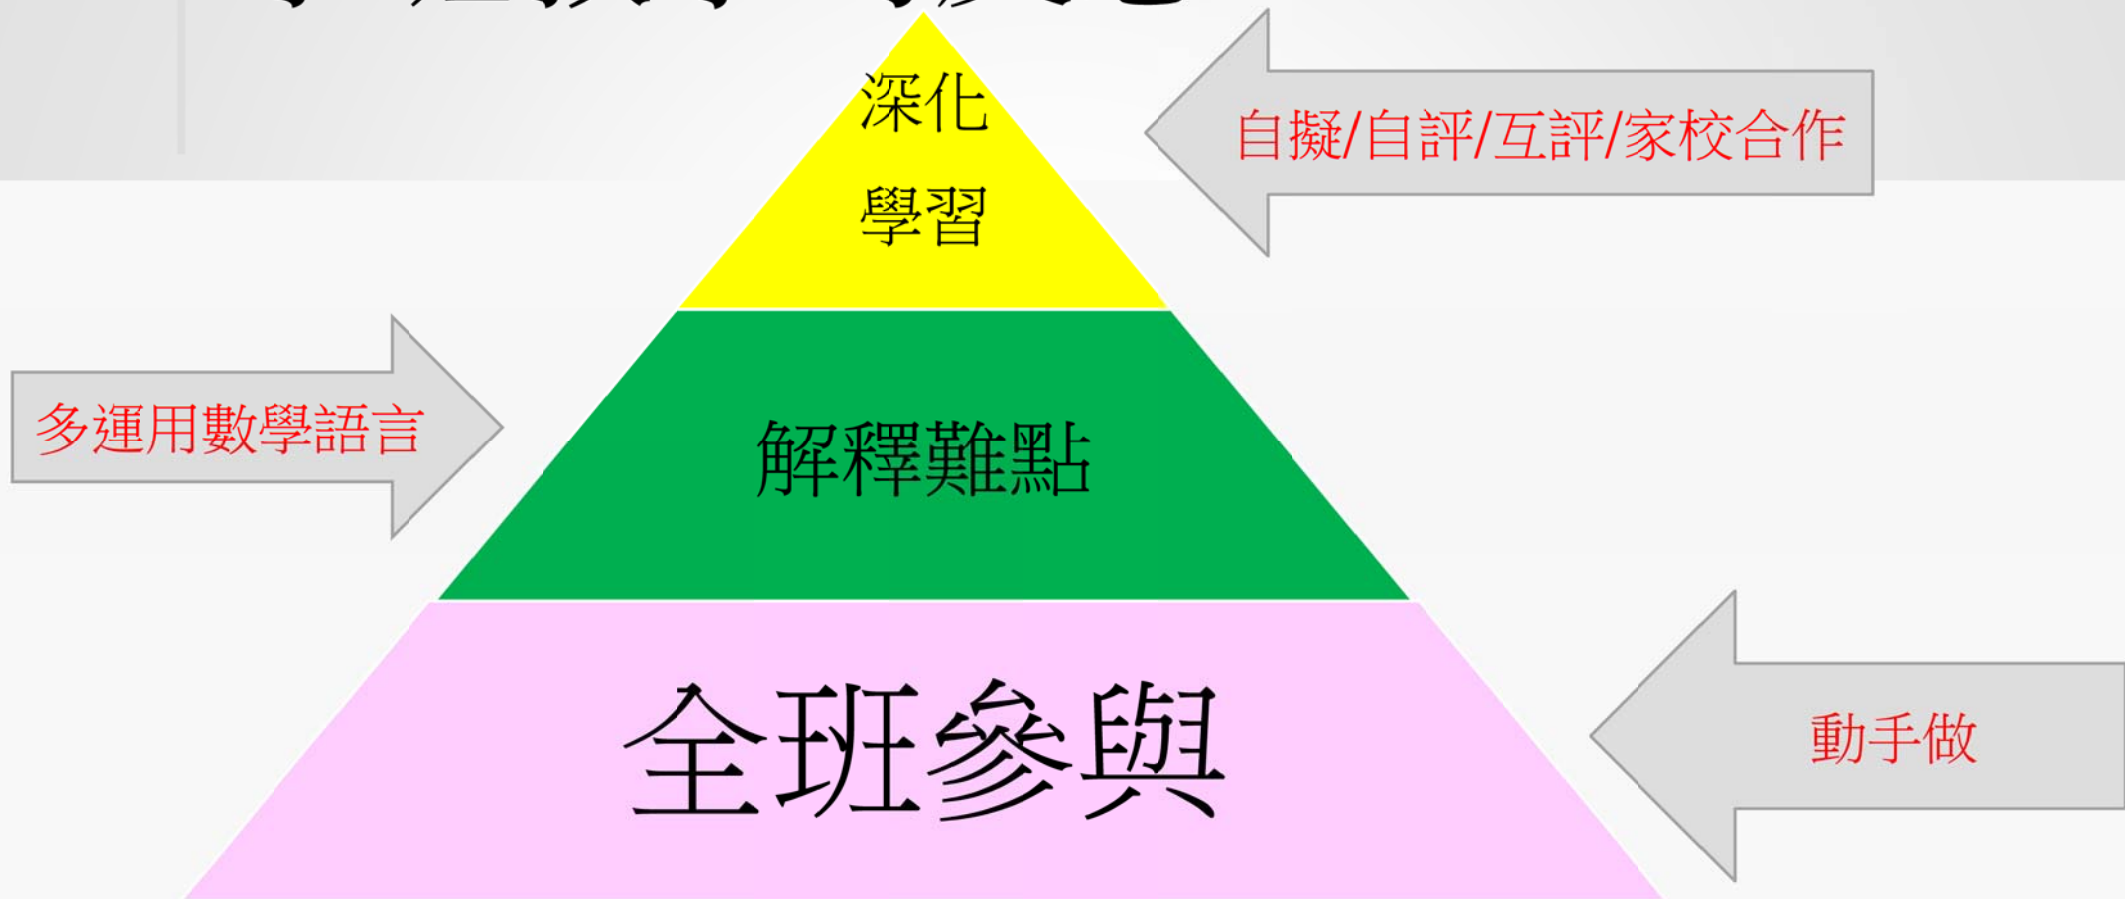 深化
學習
自擬/自評/互評/家校合作
多運用數學語言
解釋難點
全班參與
動手做